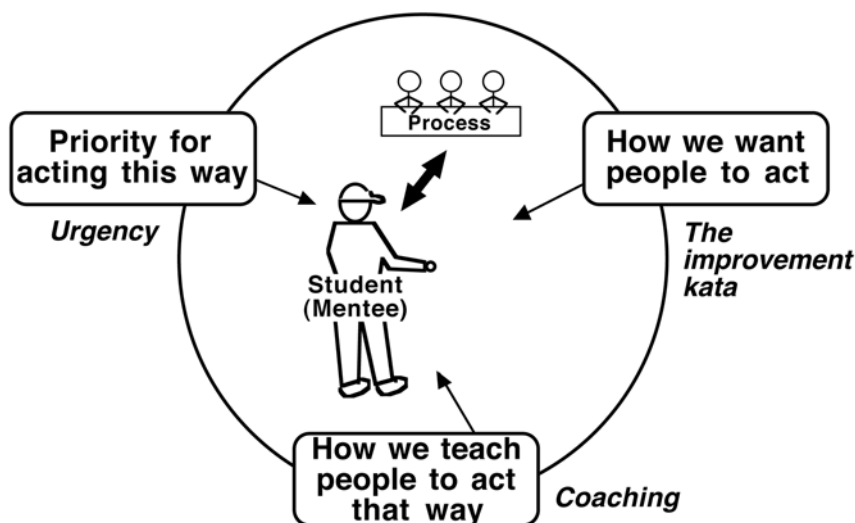 Process
Priority for
acting this way
Urgency
How we want
people to act
The
improvement
kata
Student
(Mentee)
How we teach
people to act
that way
Coaching